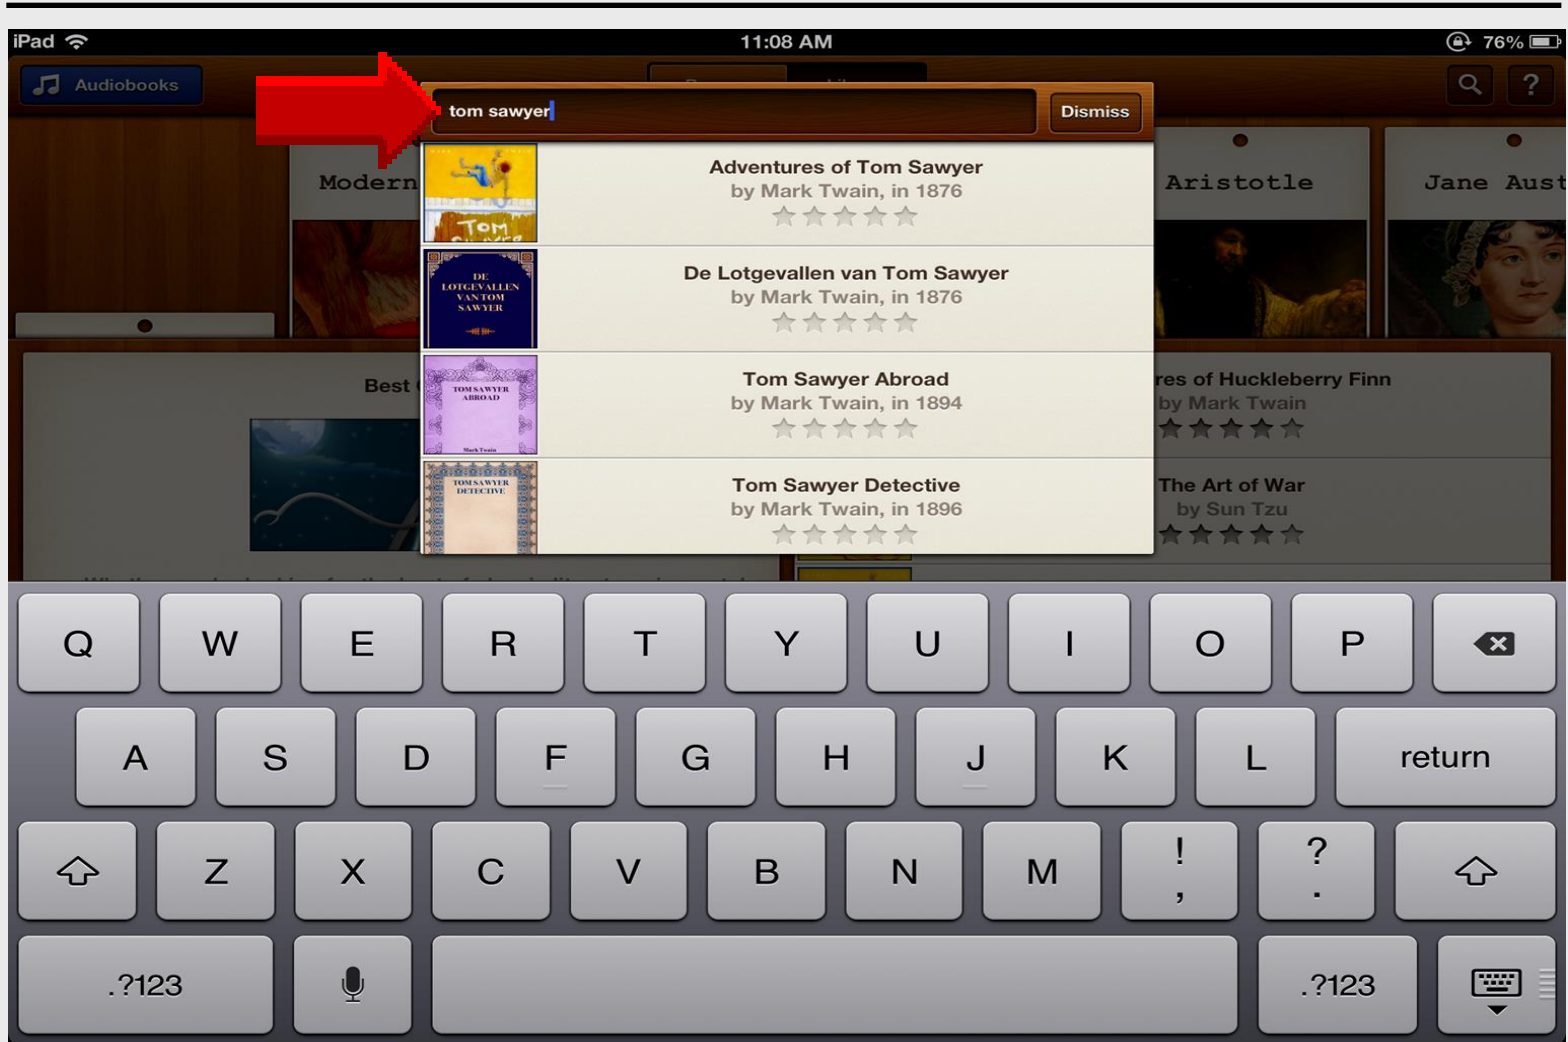 iPad 11:08 AM 76%
Audiobooks
tom sawyer Dismiss
Adventures of Tom Sawyer
by Mark Twain, in 1876
TOM
De Lotgevallen van Tom Sawyer
by Mark Twain, in 1876
DE
LOTGEVALLEN
VAN TOM
SAWYER
Tom Sawyer Abroad
by Mark Twain, in 1894
TOM SAWYER
ABROAD
Mark Twain
Tom Sawyer Detective
by Mark Twain, in 1896
TOM SAWYER
DETECTIVE
Modern
Aristotle
Jane Aust
Best
res of Huckleberry Finn
by Mark Twain
The Art of War
by Sun Tzu
?
Q W E R T Y U I O P
A S D F G H J K L return
Z X C V B N M ! , ? .
.?123 .?123